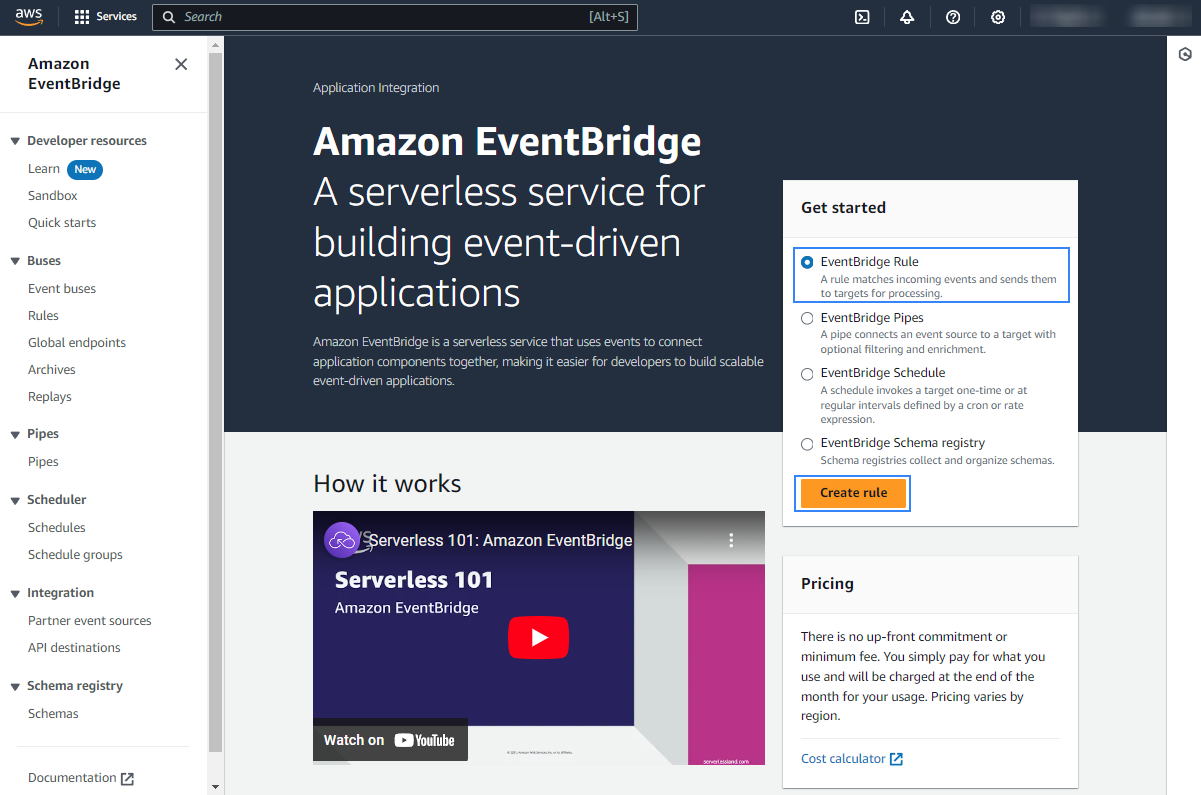 aws
Services
Search
[Alt+S]
Amazon
EventBridge
Developer resources
Learn New
Sandbox
Quick starts
Buses
Event buses
Rules
Global endpoints
Archives
Replays
Pipes
Pipes
Scheduler
Schedules
Schedule groups
Integration
Partner event sources
API destinations
Schema registry
Schemas
Documentation
Application Integration
Amazon EventBridge
A serverless service for
building event-driven
applications
Amazon EventBridge is a serverless service that uses events to connect
application components together, making it easier for developers to build scalable
event-driven applications.
Get started
EventBridge Rule
A rule matches incoming events and sends them
to targets for processing.
EventBridge Pipes
A pipe connects an event source to a target with
optional filtering and enrichment.
EventBridge Schedule
A schedule invokes a target one-time or at
regular intervals defined by a cron or rate
expression.
EventBridge Schema registry
Schema registries collect and organize schemas.
Create rule
How it works
Serverless 101: Amazon EventBridge
Serverless 101
Amazon EventBridge
Watch on YouTube
serverlessland.com
Pricing
There is no up-front commitment or
minimum fee. You simply pay for what you
use and will be charged at the end of the
month for your usage. Pricing varies by
region.
Cost calculator